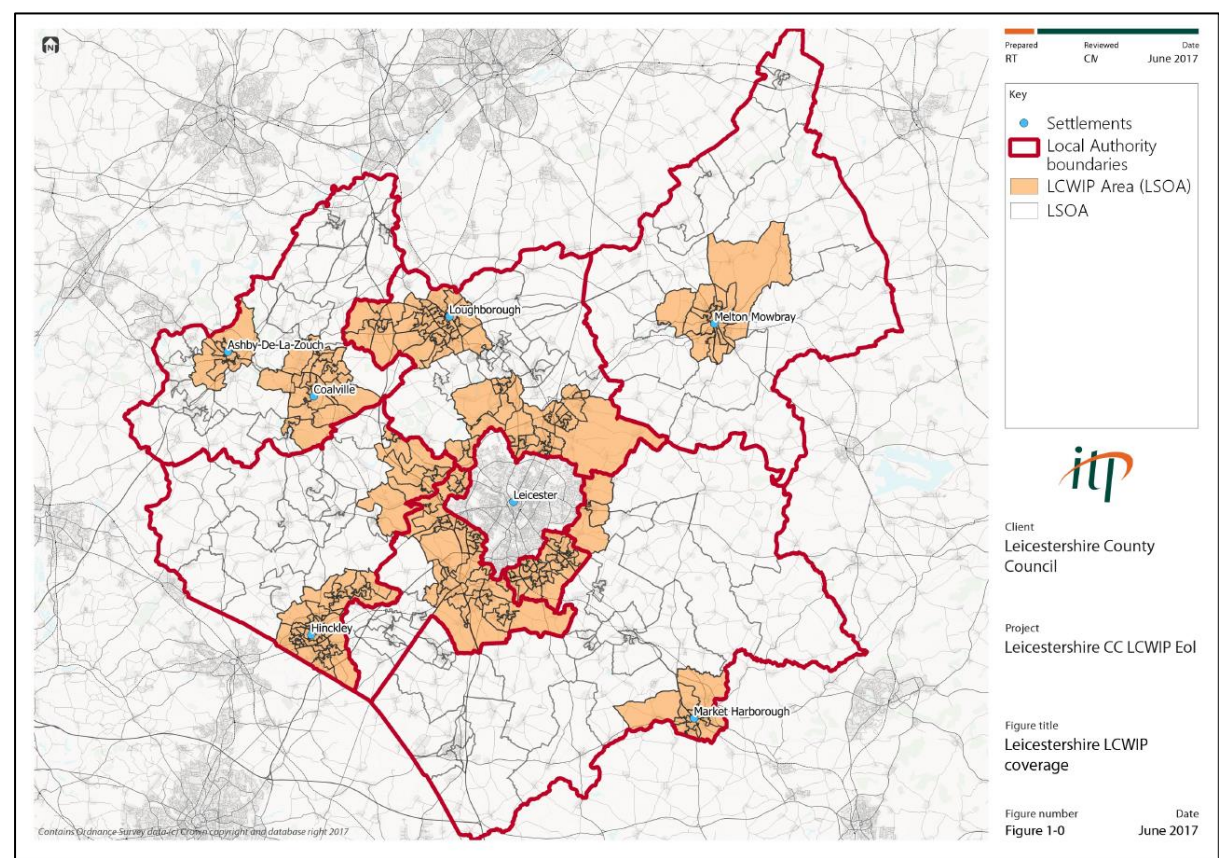 N
Prepared Reviewed Date
RT CIV June 2017
Key
Settlements
Local Authority
boundaries
LCWIP Area (LSOA)
LSOA
Loughborough
Melton Mowbray
Ashby-De-La-Zouch
Coalville
Leicester
Hinckley
Market Harborough
itp
Client
Leicestershire County
Council
Project
Leicestershire CC LCWIP EoI
Figure title
Leicestershire LCWIP
coverage
Figure number Date
Figure 1-0 June 2017
Contains Ordnance Survey data (c) Crown copyright and database right 2017